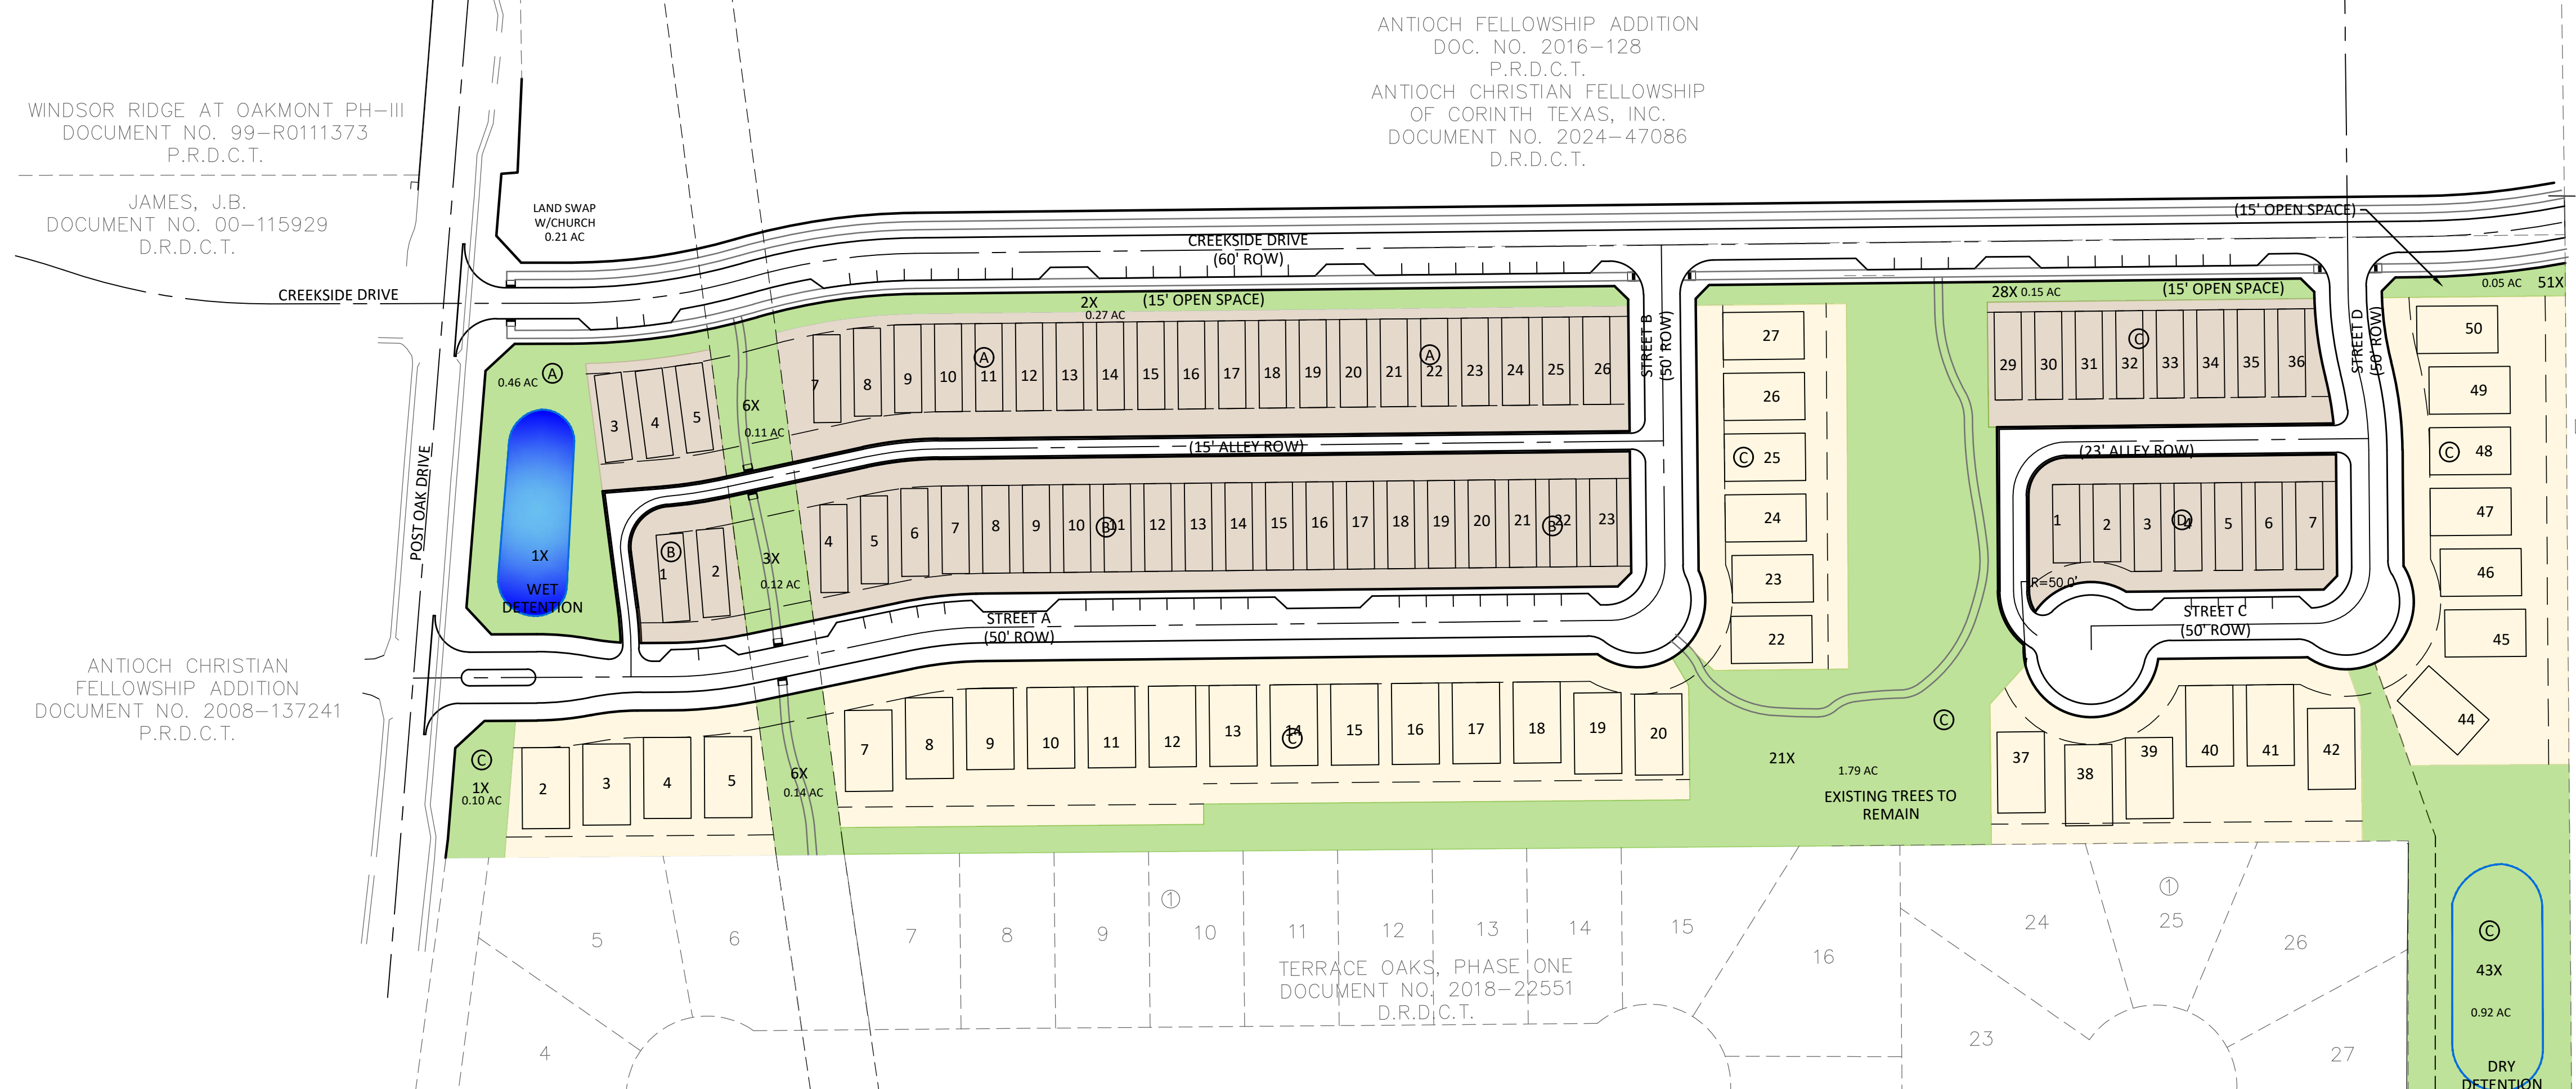 ANTIOCH FELLOWSHIP ADDITION
DOC. NO. 2016-128
P.R.D.C.T.
ANTIOCH CHRISTIAN FELLOWSHIP
OF CORINTH TEXAS, INC.
DOCUMENT NO. 2024-47086
D.R.D.C.T.
WINDSOR RIDGE AT OAKMONT PH-III
DOCUMENT NO. 99-R0111373
P.R.D.C.T.
JAMES, J.B.
DOCUMENT NO. 00-115929
D.R.D.C.T.
LAND SWAP
W/CHURCH
0.21 AC
(15' OPEN SPACE)
CREEKSIDE DRIVE
(60' ROW)
CREEKSIDE DRIVE
2X (15' OPEN SPACE)
0.27 AC
28X 0.15 AC (15' OPEN SPACE)
0.05 AC 51X
STREET B
(50' ROW)
STREET D
(50' ROW)
0.46 AC A
3 4 5
6X
0.11 AC
7 8 9 10 11 12 13 14 15 16 17 18 19 20 21 22 23 24 25 26
A A
27
26
C 25
24
23
22
29 30 31 32 33 34 35 36
C
50
49
C 48
47
46
45
44
(15' ALLEY ROW)
(23' ALLEY ROW)
POST OAK DRIVE
1X
WET
DETENTION
B
1 2
3X
0.12 AC
4 5 6 7 8 9 10 11 12 13 14 15 16 17 18 19 20 21 22 23
B B
1 2 3 4 5 6 7
D
R=50.0'
STREET A
(50' ROW)
STREET C
(50' ROW)
ANTIOCH CHRISTIAN
FELLOWSHIP ADDITION
DOCUMENT NO. 2008-137241
P.R.D.C.T.
C
1X
0.10 AC
2 3 4 5
6X
0.14 AC
7 8 9 10 11 12 13 14 15 16 17 18 19 20
C
C
21X
1.79 AC
EXISTING TREES TO
REMAIN
37 38 39 40 41 42
1
1
5 6 7 8 9 10 11 12 13 14 15 16 24 25 26
TERRACE OAKS, PHASE ONE
DOCUMENT NO. 2018-22551
D.R.D.C.T.
4 23 27
C
43X
0.92 AC
DRY
DETENTION